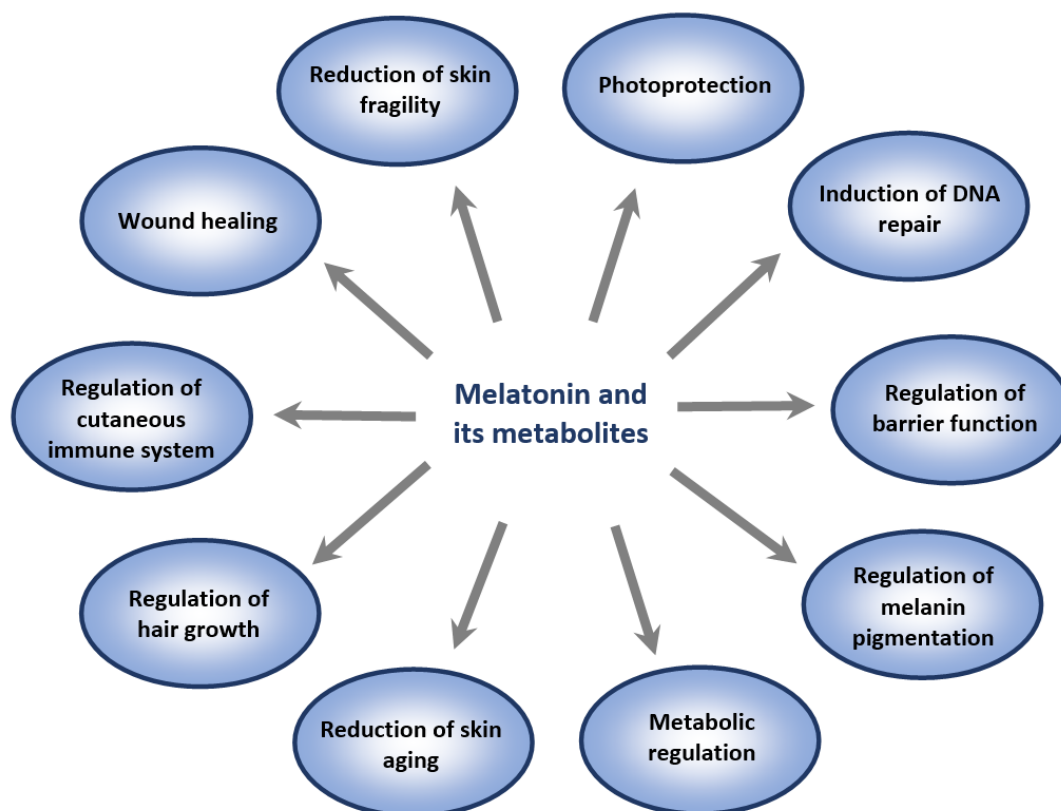 Reduction of skin
fragility
Photoprotection
Wound healing
Induction of DNA
repair
Regulation of
cutaneous
immune system
Melatonin and
its metabolites
Regulation of
barrier function
Regulation of
hair growth
Regulation of
melanin
pigmentation
Reduction of skin
aging
Metabolic
regulation